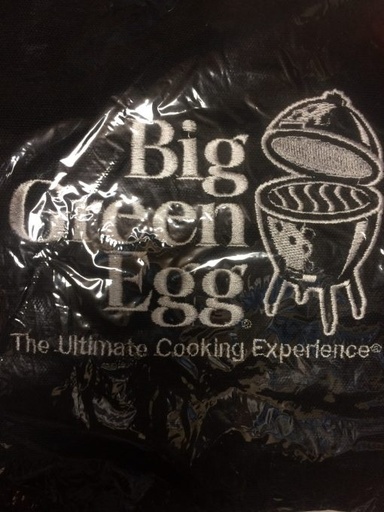 Big
Green
Egg®
The Ultimate Cooking Experience®